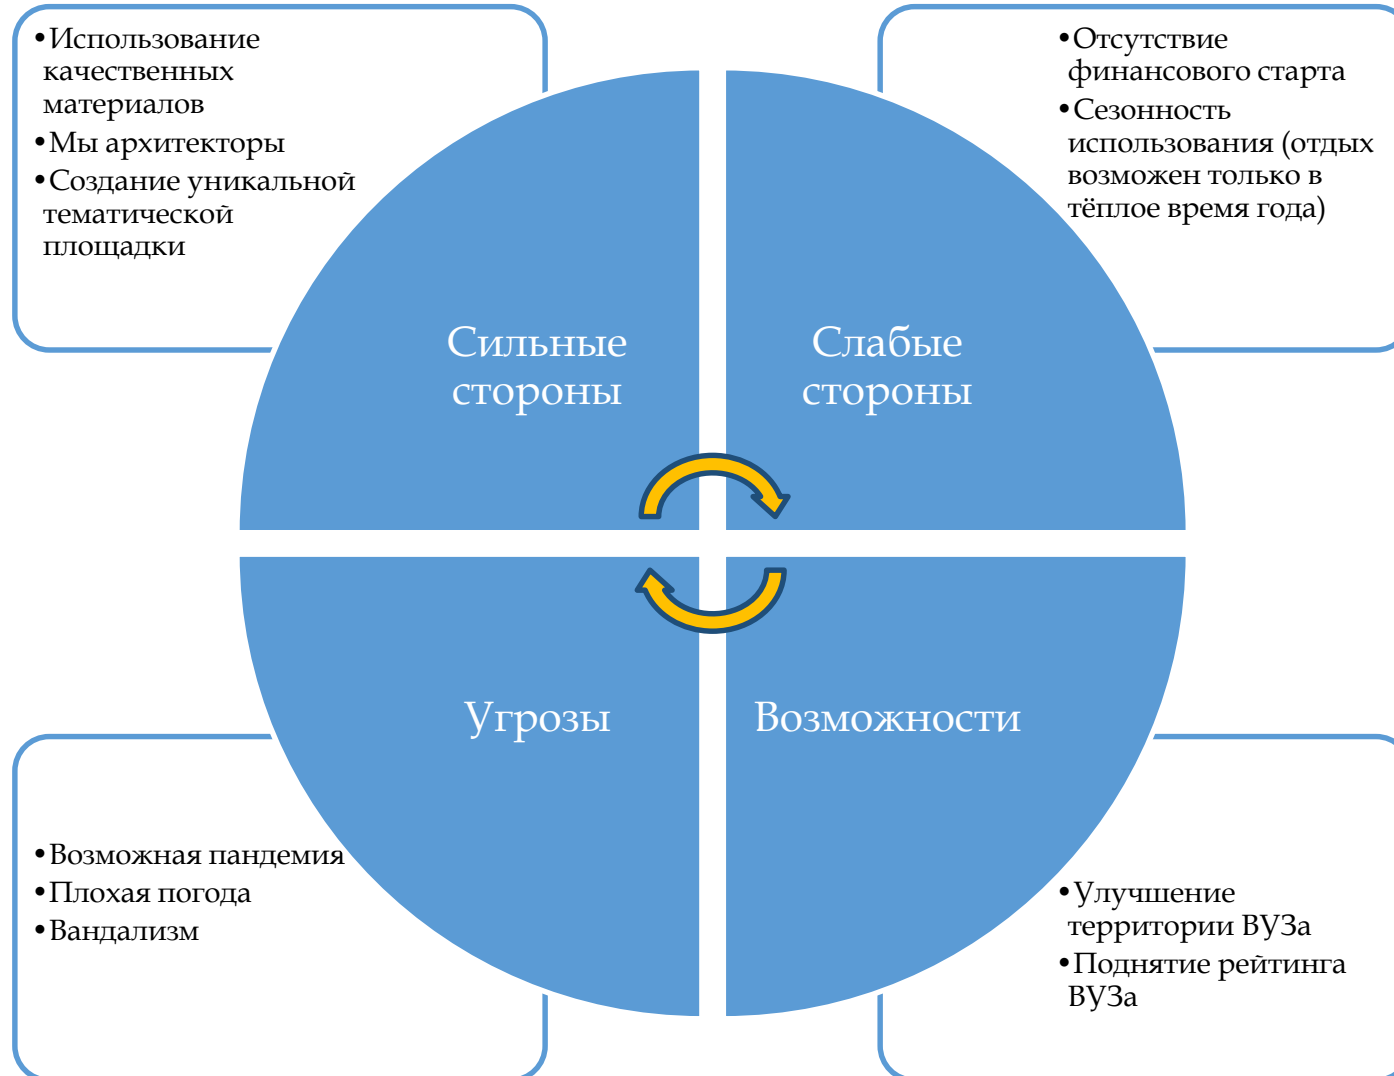 •Использование
качественных
материалов
•Мы архитекторы
•Создание уникальной
тематической
площадки
•Отсутствие
финансового старта
•Сезонность
использования (отдых
возможен только в
тёплое время года)
Сильные
стороны
Слабые
стороны
Угрозы
Возможности
•Возможная пандемия
•Плохая погода
•Вандализм
•Улучшение
территории ВУЗа
•Поднятие рейтинга
ВУЗа